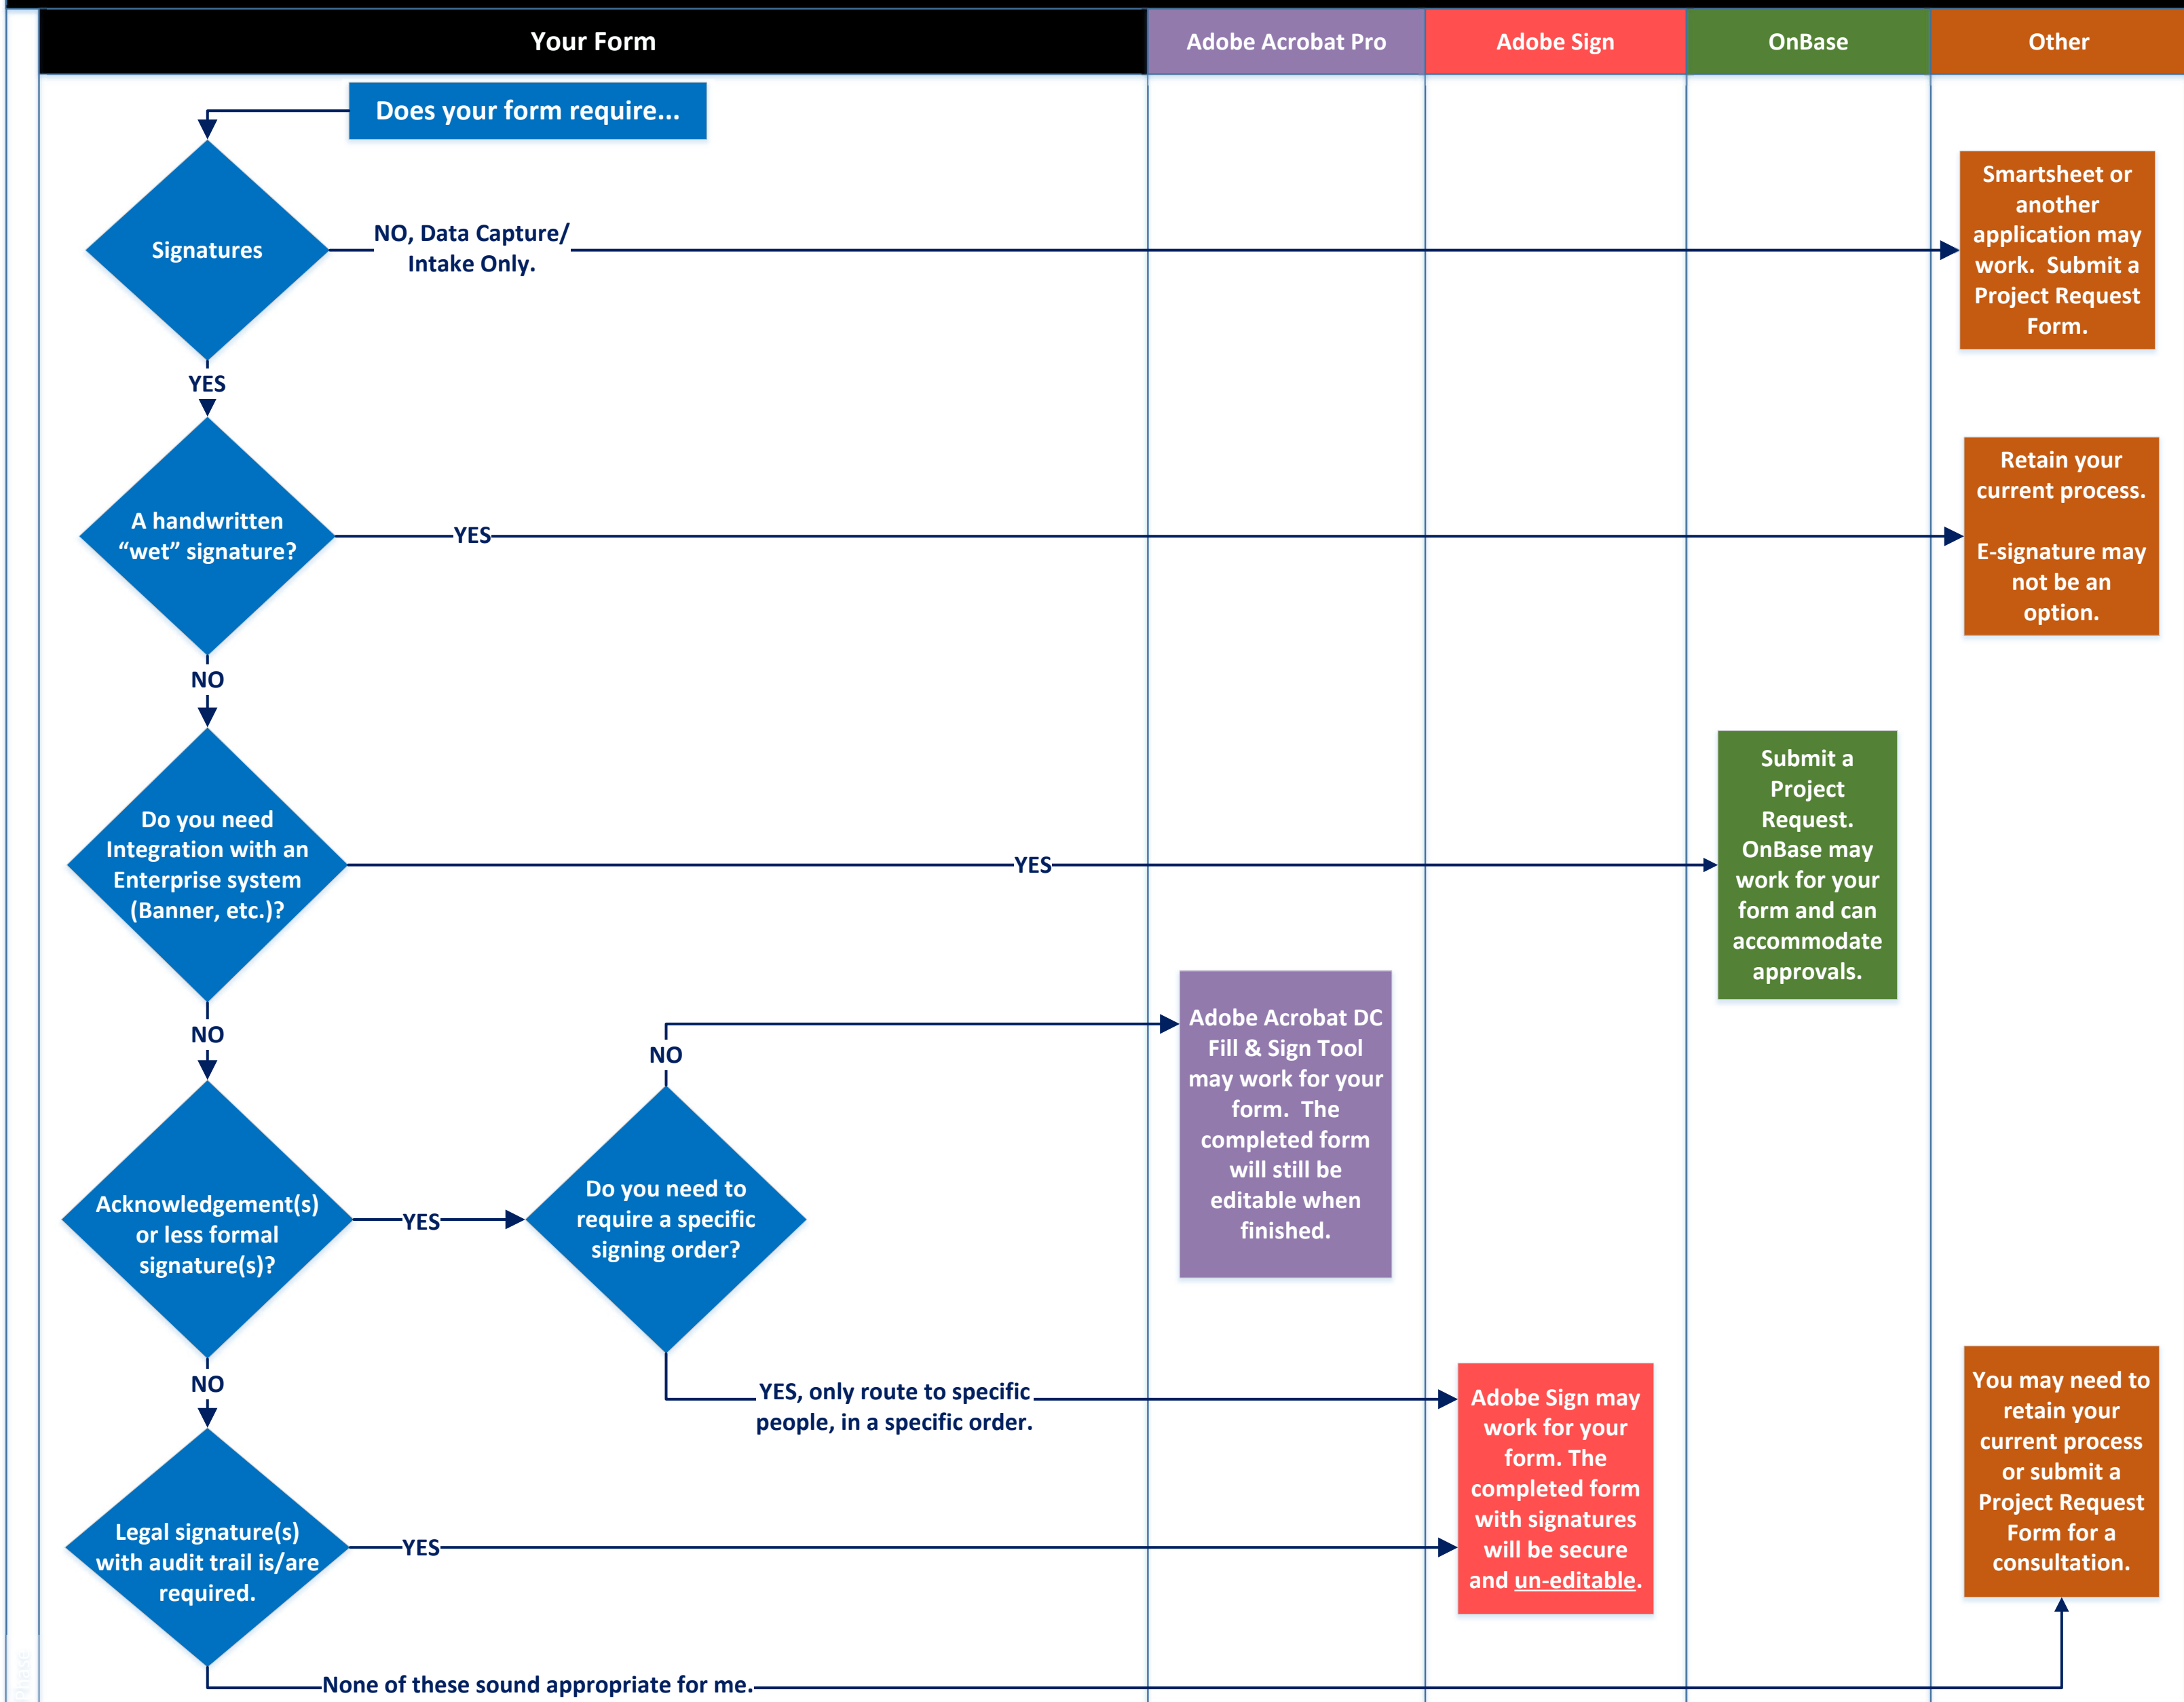 Your Form
Adobe Acrobat Pro
Adobe Sign
OnBase
Other
Does your form require...
Signatures
NO, Data Capture/
Intake Only.
Smartsheet or
another
application may
work.  Submit a
Project Request
Form.
YES
A handwritten
“wet” signature?
YES
Retain your
current process.
E-signature may
not be an
option.
NO
Do you need
Integration with an
Enterprise system
(Banner, etc.)?
YES
Submit a
Project
Request.
OnBase may
work for your
form and can
accommodate
approvals.
NO
Acknowledgement(s)
or less formal
signature(s)?
YES
Do you need to
require a specific
signing order?
NO
Adobe Acrobat DC
Fill & Sign Tool
may work for your
form.  The
completed form
will still be
editable when
finished.
YES, only route to specific
people, in a specific order.
Adobe Sign may
work for your
form. The
completed form
with signatures
will be secure
and un-editable.
NO
Legal signature(s)
with audit trail is/are
required.
YES
None of these sound appropriate for me.
You may need to
retain your
current process
or submit a
Project Request
Form for a
consultation.
Phase